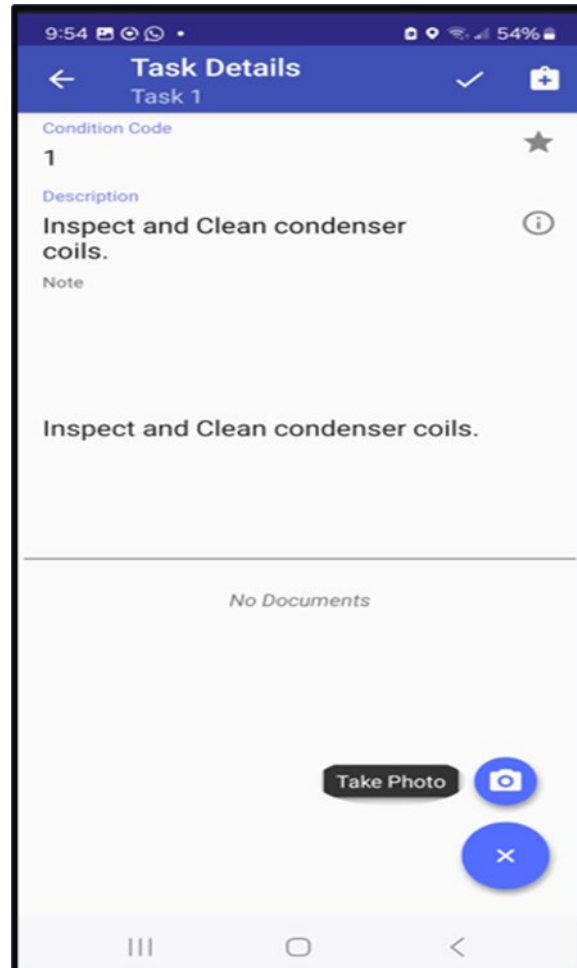 9:54
54%
Task Details
Task 1
Condition Code
1
Description
Inspect and Clean condenser
coils.
Note
Inspect and Clean condenser coils.
No Documents
Take Photo